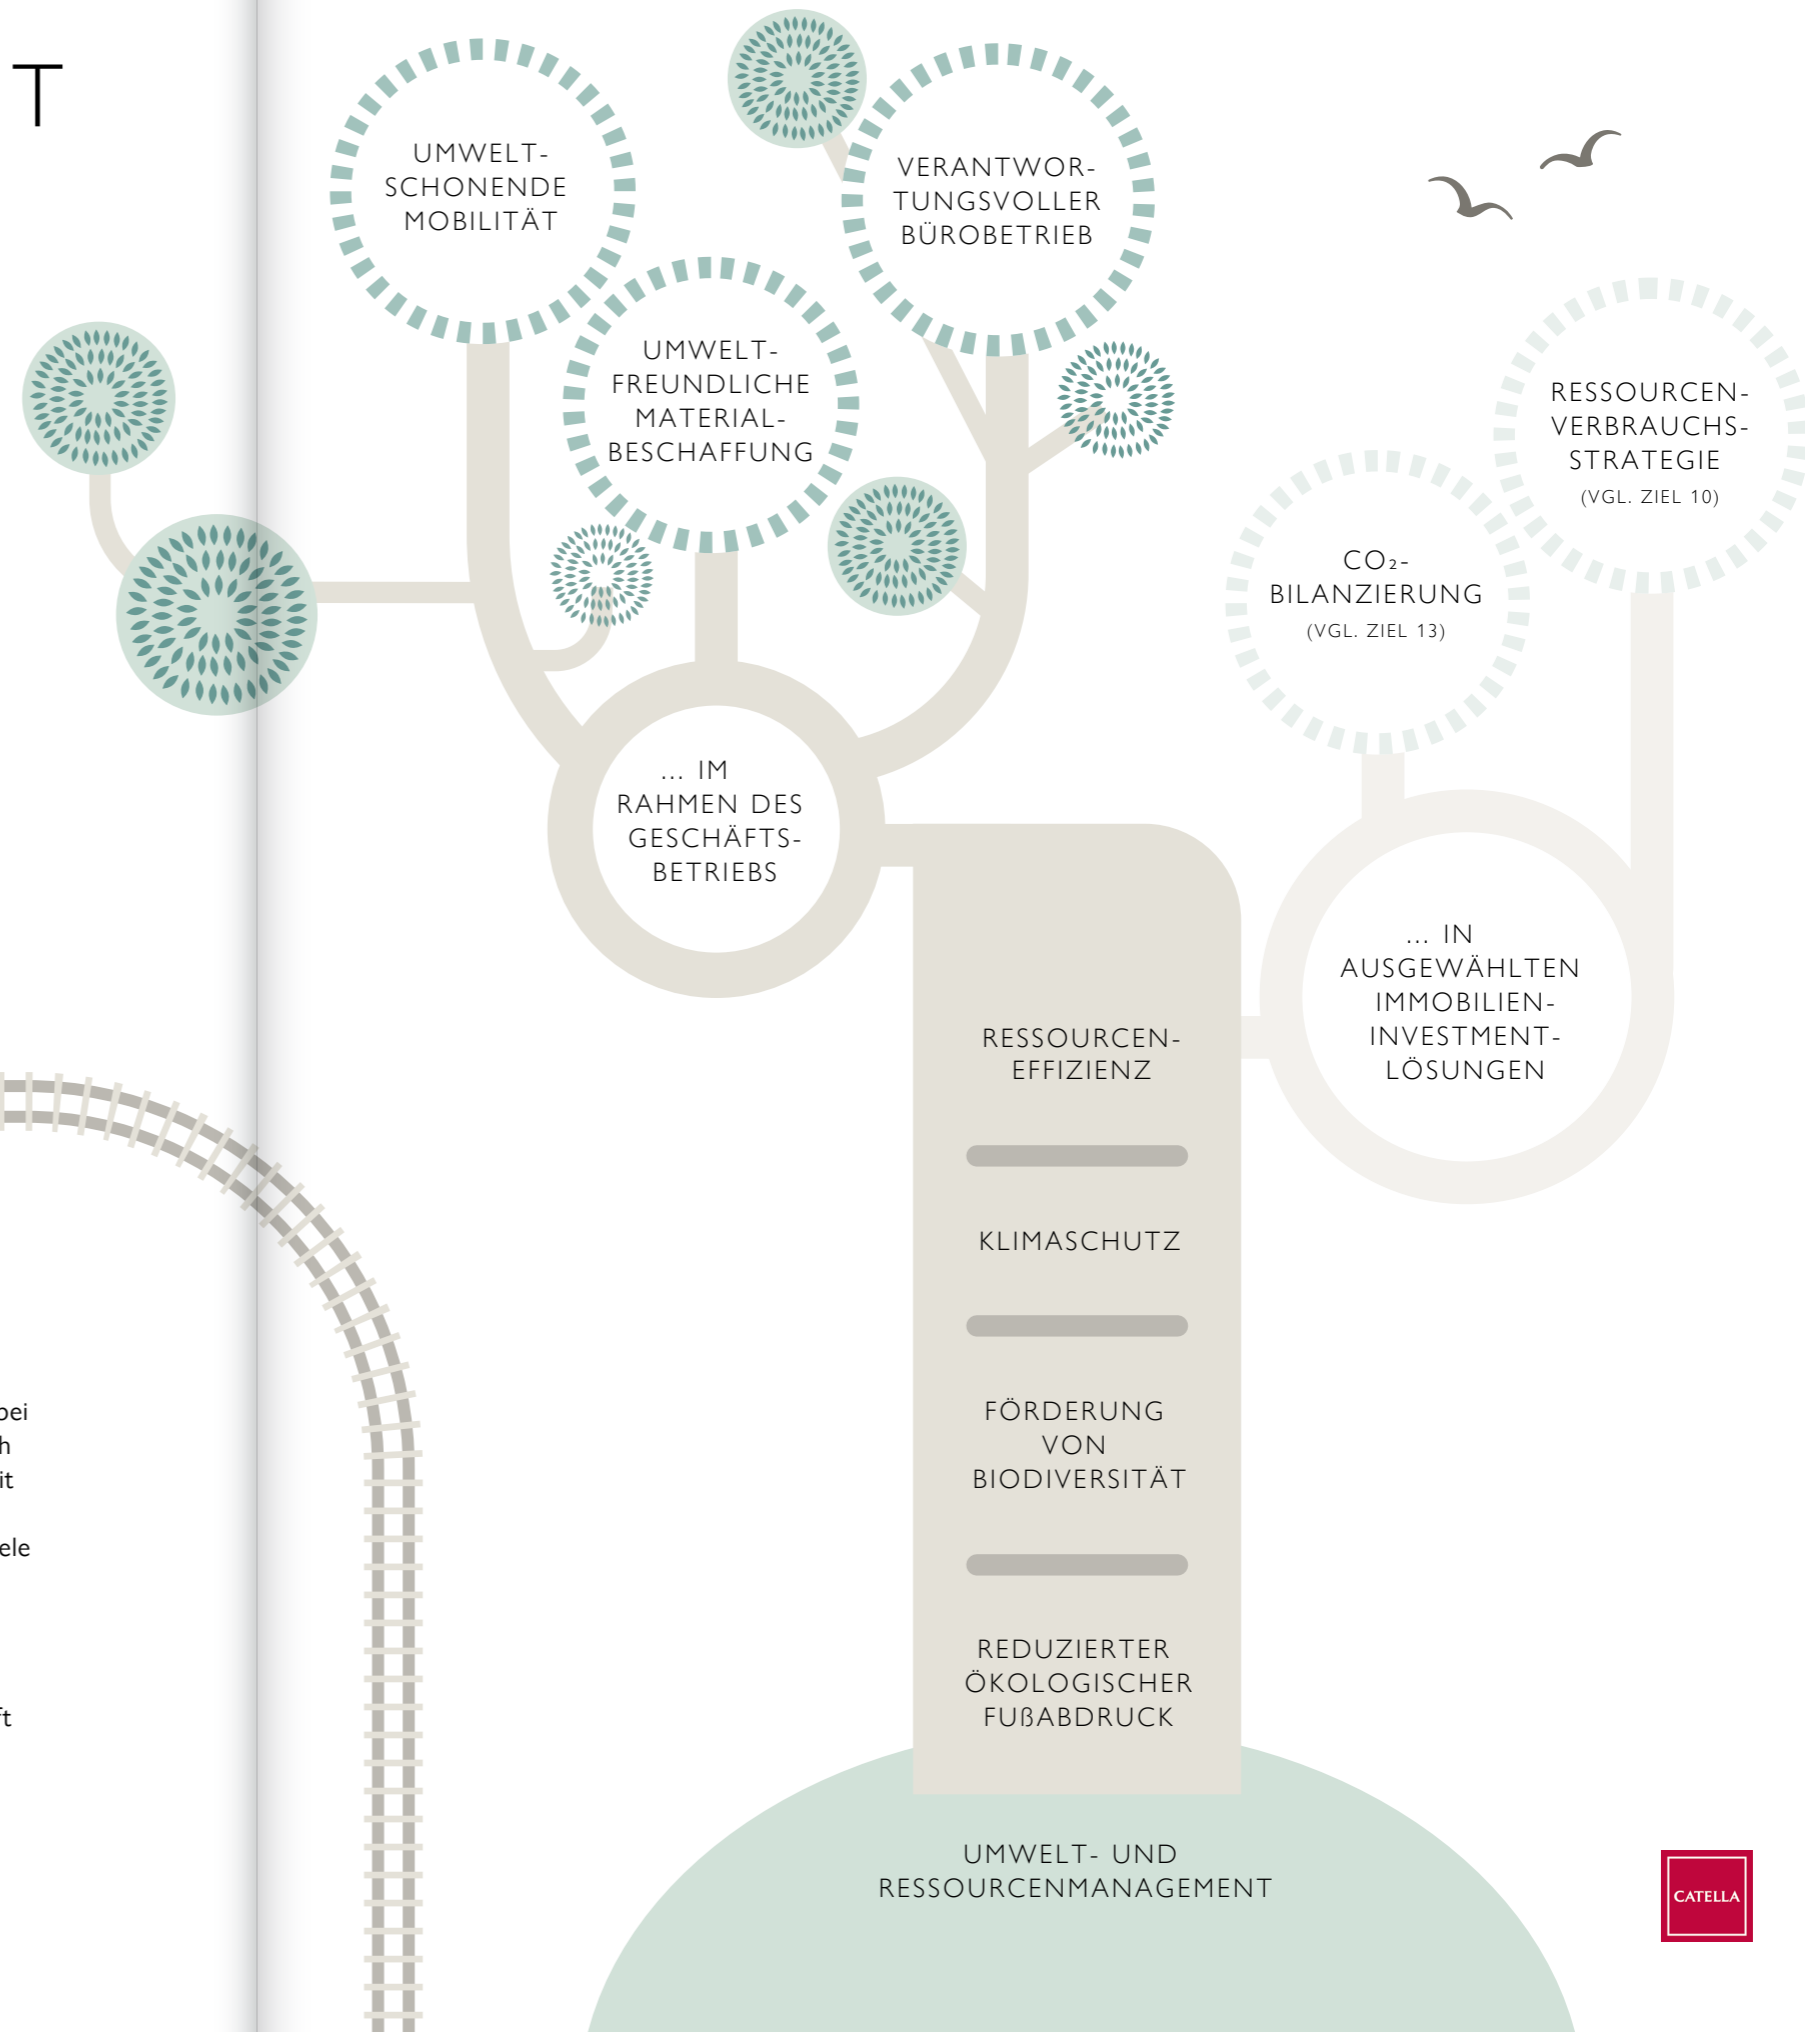 T
UMWELT-
SCHONENDE
MOBILITÄT
VERANTWOR-
TUNGSVOLLER
BÜROBETRIEB
UMWELT-
FREUNDLICHE
MATERIAL-
BESCHAFFUNG
RESSOURCEN-
VERBRAUCHS-
STRATEGIE
(VGL. ZIEL 10)
CO₂-
BILANZIERUNG
(VGL. ZIEL 13)
... IM
RAHMEN DES
GESCHÄFTS-
BETRIEBS
... IN
AUSGEWÄHLTEN
IMMOBILIEN-
INVESTMENT-
LÖSUNGEN
RESSOURCEN-
EFFIZIENZ
KLIMASCHUTZ
FÖRDERUNG
VON
BIODIVERSITÄT
REDUZIERTER
ÖKOLOGISCHER
FUßABDRUCK
UMWELT- UND
RESSOURCENMANAGEMENT
CATELLA